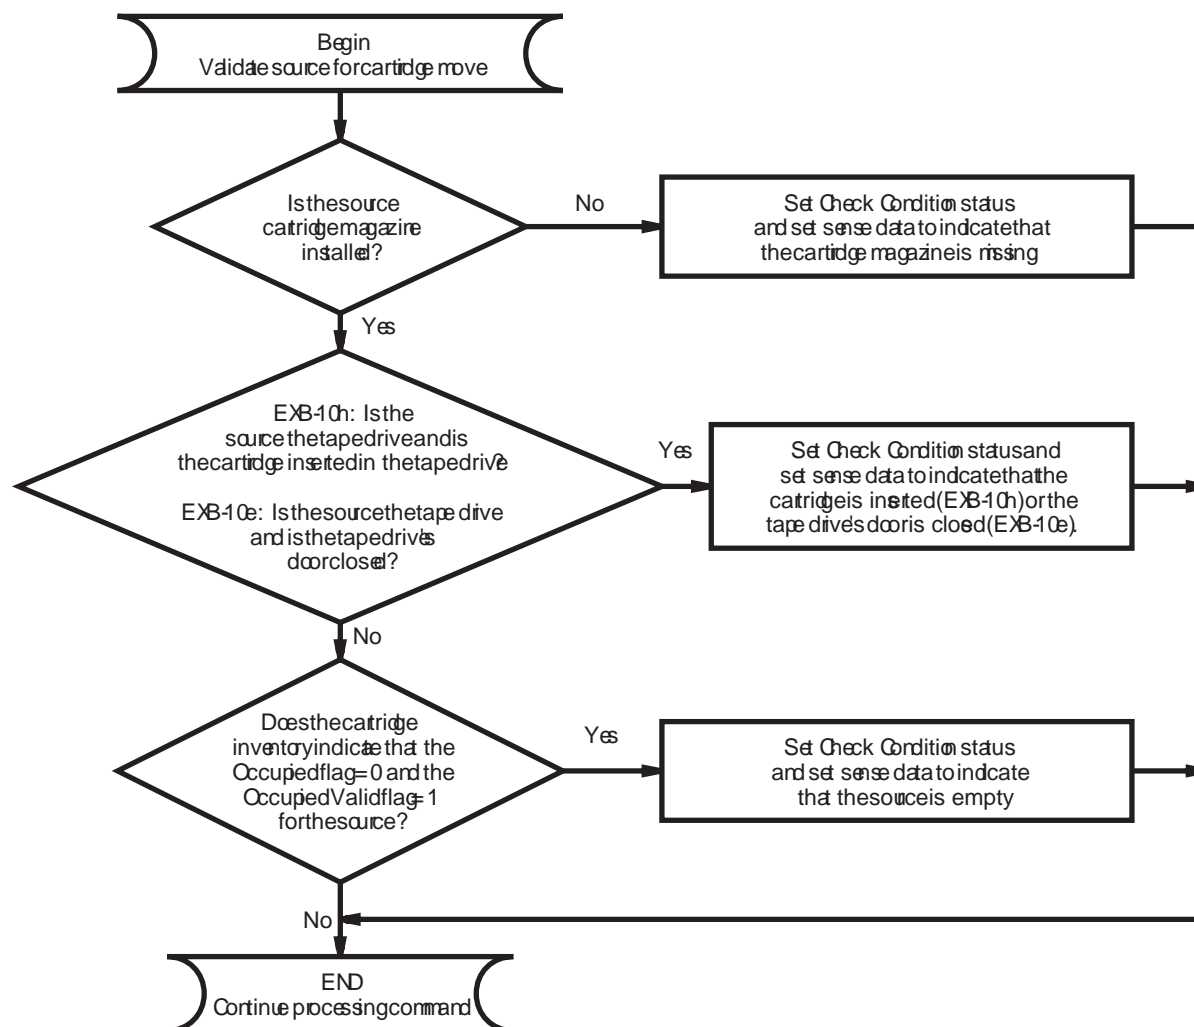 Begin
Validate source for cartridge move
Is the source
cartridge magazine
installed?
No
Set Check Condition status
and set sense data to indicate that
the cartridge magazine is missing
Yes
EXB-10h: Is the
source the tape drive and is
the cartridge inserted in the tape drive?
EXB-10e: Is the source the tape drive
and is the tape drive's
door closed?
Yes
Set Check Condition status and
set sense data to indicate that the
cartridge is inserted (EXB-10h) or the
tape drive's door is closed (EXB-10e).
No
Does the cartridge
inventory indicate that the
Occupied flag = 0 and the
Occupied Valid flag = 1
for the source?
Yes
Set Check Condition status
and set sense data to indicate
that the source is empty
No
END
Continue processing command